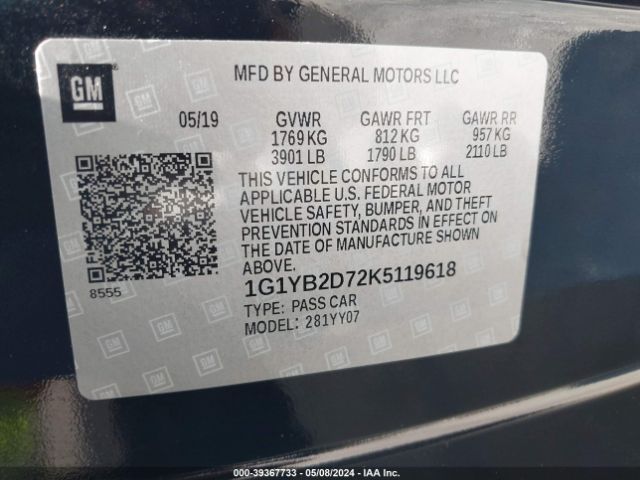 GM
MFD BY GENERAL MOTORS LLC
05/19 GVWR GAWR FRT GAWR RR
1769 KG 812 KG 957 KG
3901 LB 1790 LB 2110 LB
THIS VEHICLE CONFORMS TO ALL
APPLICABLE U.S. FEDERAL MOTOR
VEHICLE SAFETY, BUMPER, AND THEFT
PREVENTION STANDARDS IN EFFECT ON
THE DATE OF MANUFACTURE SHOWN
ABOVE.
8555
1G1YB2D72K5119618
TYPE: PASS CAR
MODEL: 281YY07
000-39367733 - 05/08/2024 - IAA Inc.